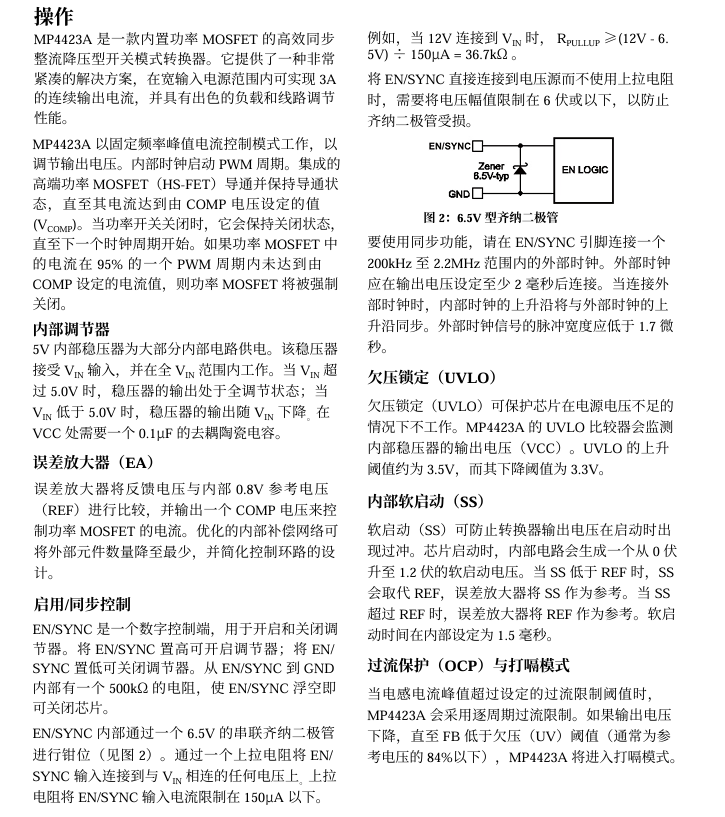 操作
MP4423A 是一款内置功率 MOSFET 的高效同步
整流降压型开关模式转换器。它提供了一种非常
紧凑的解决方案，在宽输入电源范围内可实现 3A
的连续输出电流，并具有出色的负载和线路调节
性能。
MP4423A 以固定频率峰值电流控制模式工作，以
调节输出电压。内部时钟启动 PWM 周期。集成的
高端功率 MOSFET（HS-FET）导通并保持导通状
态，直至其电流达到由 COMP 电压设定的值
(VCOMP)。当功率开关关闭时，它会保持关闭状态，
直至下一个时钟周期开始。如果功率 MOSFET 中
的电流在 95% 的一个 PWM 周期内未达到由
COMP 设定的电流值，则功率 MOSFET 将被强制
关闭。
内部调节器
5V 内部稳压器为大部分内部电路供电。该稳压器
接受 VIN 输入，并在全 VIN 范围内工作。当 VIN 超
过 5.0V 时，稳压器的输出处于全调节状态；当
VIN 低于 5.0V 时，稳压器的输出随 VIN 下降。在
VCC 处需要一个 0.1μF 的去耦陶瓷电容。
误差放大器（EA）
误差放大器将反馈电压与内部 0.8V 参考电压
（REF）进行比较，并输出一个 COMP 电压来控
制功率 MOSFET 的电流。优化的内部补偿网络可
将外部元件数量降至最少，并简化控制环路的设
计。
启用/同步控制
EN/SYNC 是一个数字控制端，用于开启和关闭调
节器。将 EN/SYNC 置高可开启调节器；将 EN/
SYNC 置低可关闭调节器。从 EN/SYNC 到 GND
内部有一个 500kΩ 的电阻，使 EN/SYNC 浮空即
可关闭芯片。
EN/SYNC 内部通过一个 6.5V 的串联齐纳二极管
进行钳位（见图 2）。通过一个上拉电阻将 EN/
SYNC 输入连接到与 VIN 相连的任何电压上。上拉
电阻将 EN/SYNC 输入电流限制在 150μA 以下。
例如，当 12V 连接到 VIN 时， RPULLUP ≥(12V - 6.
5V) ÷ 150μA = 36.7kΩ 。
将 EN/SYNC 直接连接到电压源而不使用上拉电阻
时，需要将电压幅值限制在 6 伏或以下，以防止
齐纳二极管受损。
EN/SYNC
Zener
6.5V-typ
EN LOGIC
GND
图 2：6.5V 型齐纳二极管
要使用同步功能，请在 EN/SYNC 引脚连接一个
200kHz 至 2.2MHz 范围内的外部时钟。外部时钟
应在输出电压设定至少 2 毫秒后连接。当连接外
部时钟时，内部时钟的上升沿将与外部时钟的上
升沿同步。外部时钟信号的脉冲宽度应低于 1.7 微
秒。
欠压锁定（UVLO）
欠压锁定（UVLO）可保护芯片在电源电压不足的
情况下不工作。MP4423A 的 UVLO 比较器会监测
内部稳压器的输出电压（VCC）。UVLO 的上升
阈值约为 3.5V，而其下降阈值为 3.3V。
内部软启动（SS）
软启动（SS）可防止转换器输出电压在启动时出
现过冲。芯片启动时，内部电路会生成一个从 0 伏
升至 1.2 伏的软启动电压。当 SS 低于 REF 时，SS
会取代 REF，误差放大器将 SS 作为参考。当 SS
超过 REF 时，误差放大器将 REF 作为参考。软启
动时间在内部设定为 1.5 毫秒。
过流保护（OCP）与打嗝模式
当电感电流峰值超过设定的过流限制阈值时，
MP4423A 会采用逐周期过流限制。如果输出电压
下降，直至 FB 低于欠压（UV）阈值（通常为参
考电压的 84%以下），MP4423A 将进入打嗝模式。